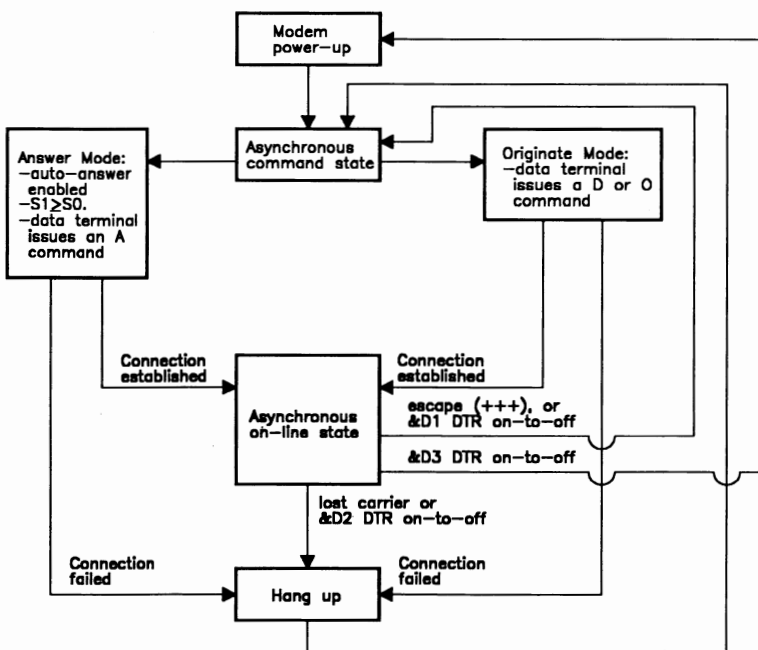 Modem
power-up
Asynchronous
command state
Answer Mode:
-auto-answer
enabled
-S1≥S0.
-data terminal
issues an A
command
Originate Mode:
-data terminal
issues a D or O
command
Connection
established
Connection
established
Asynchronous
on-line state
escape (+++), or
&D1 DTR on-to-off
&D3 DTR on-to-off
lost carrier or
&D2 DTR on-to-off
Connection
failed
Connection
failed
Hang up